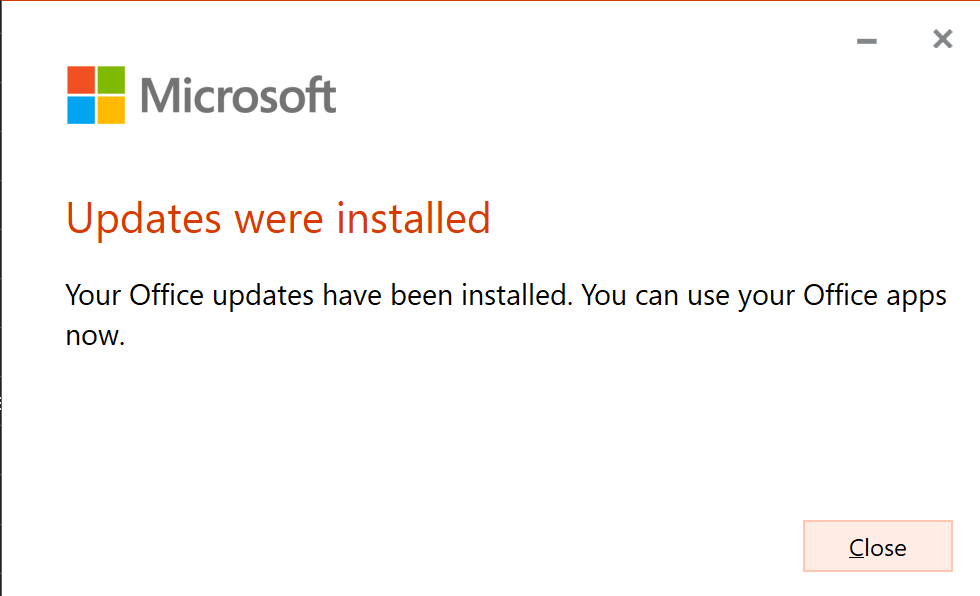 Microsoft
Updates were installed
Your Office updates have been installed. You can use your Office apps
now.
Close